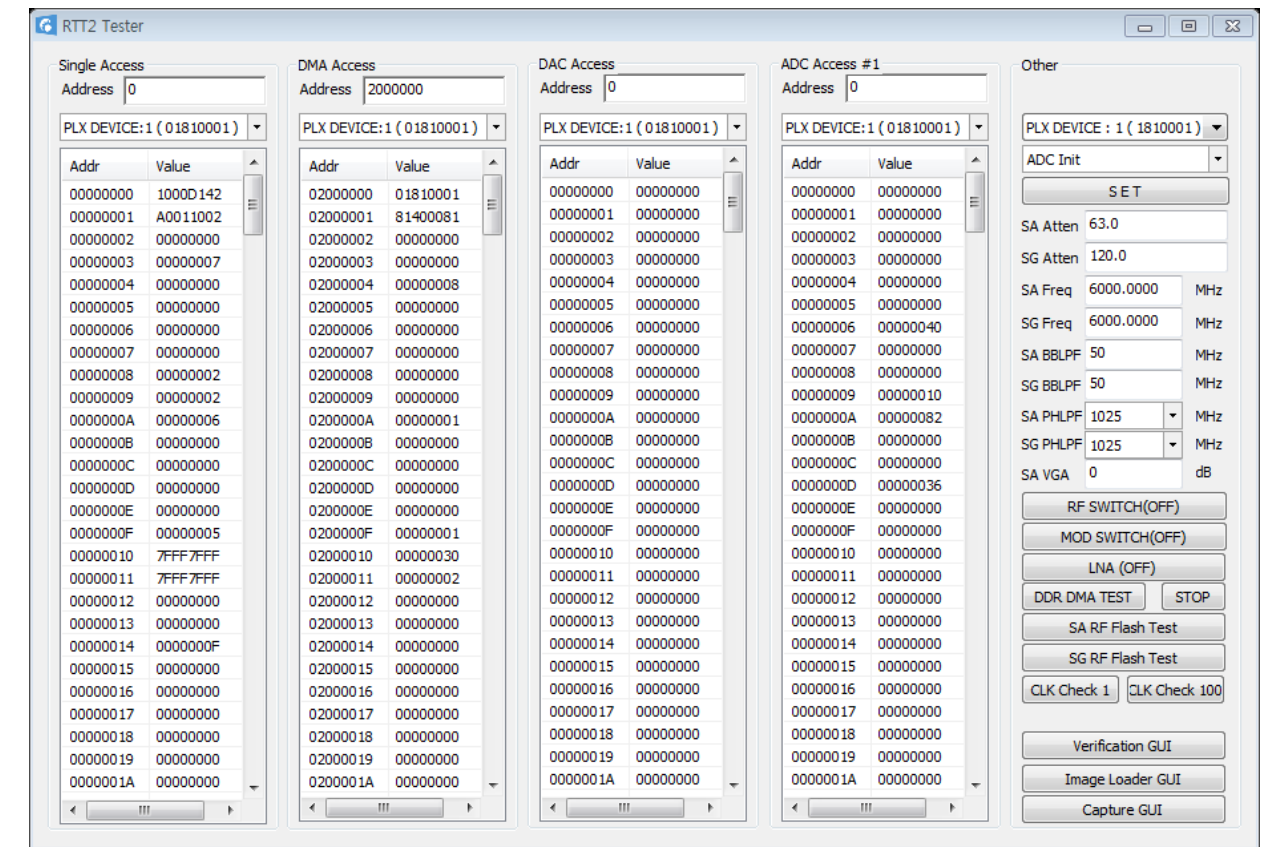 RTT2 Tester
Single Access
Address 0
PLX DEVICE:1 ( 01810001 )
Addr Value
00000000 1000D142
00000001 A0011002
00000002 00000000
00000003 00000007
00000004 00000000
00000005 00000000
00000006 00000000
00000007 00000000
00000008 00000002
00000009 00000002
0000000A 00000006
0000000B 00000000
0000000C 00000000
0000000D 00000000
0000000E 00000000
0000000F 00000005
00000010 7FFF7FFF
00000011 7FFF7FFF
00000012 00000000
00000013 00000000
00000014 0000000F
00000015 00000000
00000016 00000000
00000017 00000000
00000018 00000000
00000019 00000000
0000001A 00000000
DMA Access
Address 2000000
PLX DEVICE:1 ( 01810001 )
Addr Value
02000000 01810001
02000001 81400081
02000002 00000000
02000003 00000000
02000004 00000008
02000005 00000000
02000006 00000000
02000007 00000000
02000008 00000000
02000009 00000000
0200000A 00000001
0200000B 00000000
0200000C 00000000
0200000D 00000000
0200000E 00000000
0200000F 00000001
02000010 00000030
02000011 00000002
02000012 00000000
02000013 00000000
02000014 00000000
02000015 00000000
02000016 00000000
02000017 00000000
02000018 00000000
02000019 00000000
0200001A 00000000
DAC Access
Address 0
PLX DEVICE:1 ( 01810001 )
Addr Value
00000000 00000000
00000001 00000000
00000002 00000000
00000003 00000000
00000004 00000000
00000005 00000000
00000006 00000000
00000007 00000000
00000008 00000000
00000009 00000000
0000000A 00000000
0000000B 00000000
0000000C 00000000
0000000D 00000000
0000000E 00000000
0000000F 00000000
00000010 00000000
00000011 00000000
00000012 00000000
00000013 00000000
00000014 00000000
00000015 00000000
00000016 00000000
00000017 00000000
00000018 00000000
00000019 00000000
0000001A 00000000
ADC Access #1
Address 0
PLX DEVICE:1 ( 01810001 )
Addr Value
00000000 00000000
00000001 00000000
00000002 00000000
00000003 00000000
00000004 00000000
00000005 00000000
00000006 00000040
00000007 00000000
00000008 00000000
00000009 00000010
0000000A 00000082
0000000B 00000000
0000000C 00000000
0000000D 00000036
0000000E 00000000
0000000F 00000000
00000010 00000000
00000011 00000000
00000012 00000000
00000013 00000000
00000014 00000000
00000015 00000000
00000016 00000000
00000017 00000000
00000018 00000000
00000019 00000000
0000001A 00000000
Other
PLX DEVICE : 1 ( 1810001 )
ADC Init
S E T
SA Atten 63.0
SG Atten 120.0
SA Freq 6000.0000 MHz
SG Freq 6000.0000 MHz
SA BBLPF 50 MHz
SG BBLPF 50 MHz
SA PHLPF 1025 MHz
SG PHLPF 1025 MHz
SA VGA 0 dB
RF SWITCH(OFF)
MOD SWITCH(OFF)
LNA (OFF)
DDR DMA TEST STOP
SA RF Flash Test
SG RF Flash Test
CLK Check 1 CLK Check 100
Verification GUI
Image Loader GUI
Capture GUI